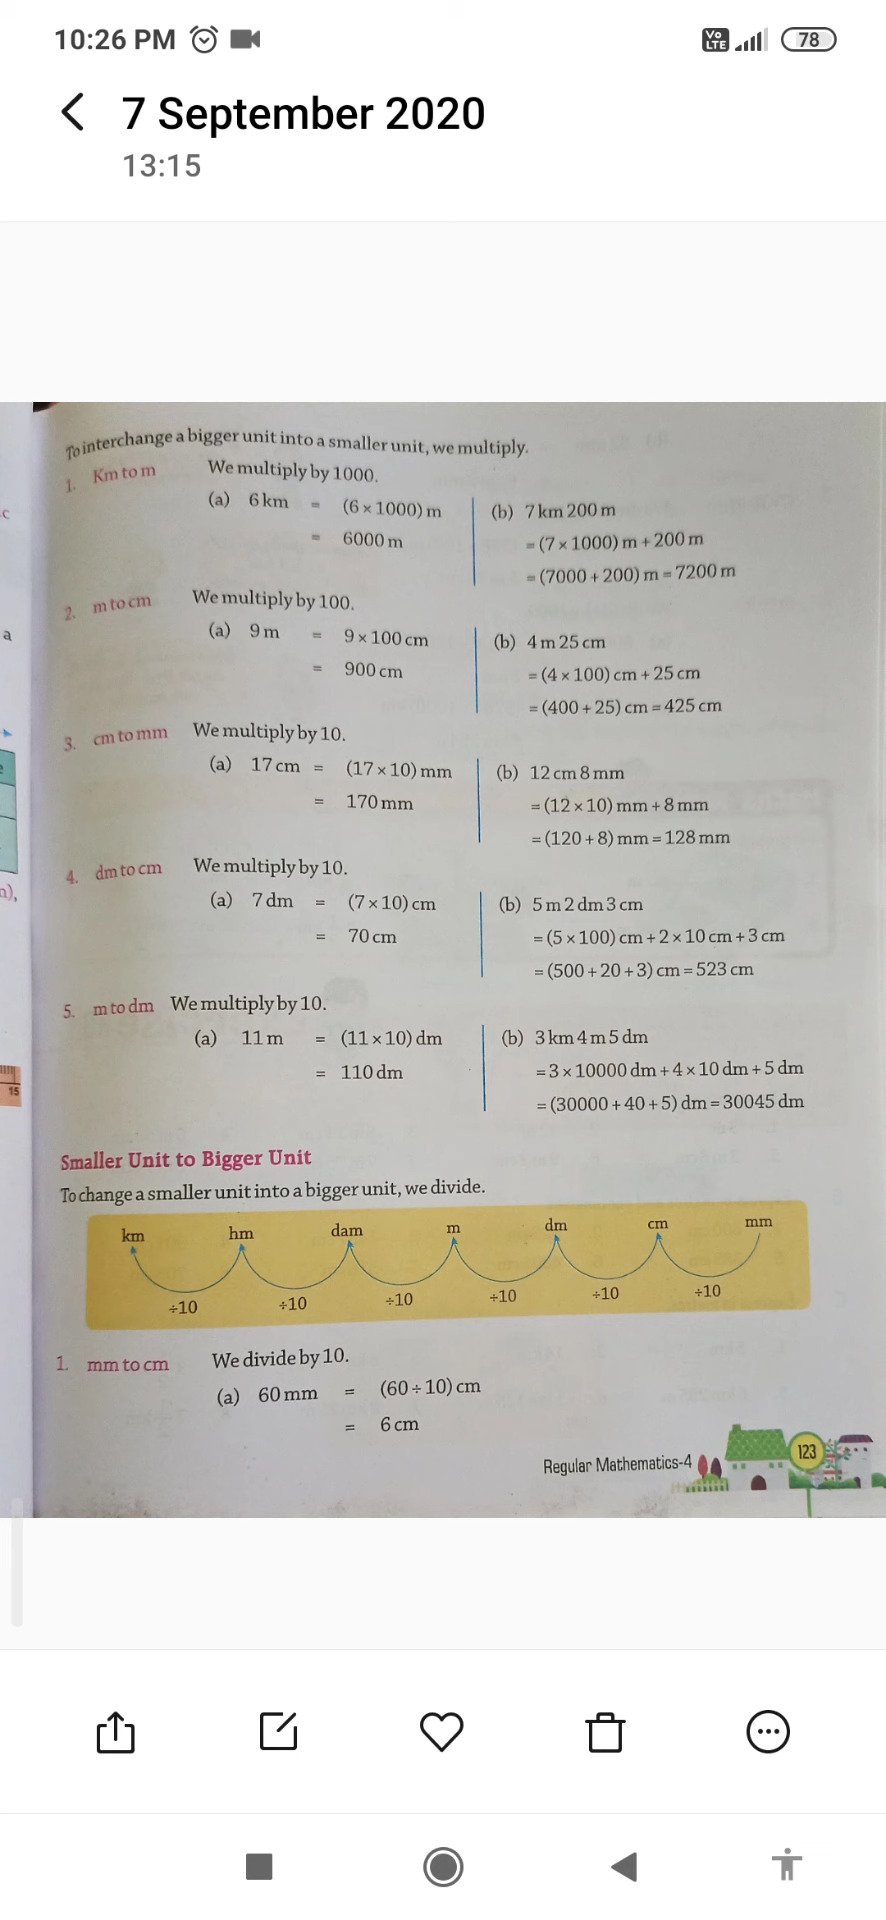 10:26 PM
Vo LTE
78
7 September 2020
13:15
To interchange a bigger unit into a smaller unit, we multiply.
1. Km to m We multiply by 1000.
(a) 6 km = (6 × 1000) m
= 6000 m
(b) 7 km 200 m
= (7 × 1000) m + 200 m
= (7000 + 200) m = 7200 m
2. m to cm We multiply by 100.
(a) 9 m = 9 × 100 cm
= 900 cm
(b) 4 m 25 cm
= (4 × 100) cm + 25 cm
= (400 + 25) cm = 425 cm
3. cm to mm We multiply by 10.
(a) 17 cm = (17 × 10) mm
= 170 mm
(b) 12 cm 8 mm
= (12 × 10) mm + 8 mm
= (120 + 8) mm = 128 mm
4. dm to cm We multiply by 10.
(a) 7 dm = (7 × 10) cm
= 70 cm
(b) 5 m 2 dm 3 cm
= (5 × 100) cm + 2 × 10 cm + 3 cm
= (500 + 20 + 3) cm = 523 cm
5. m to dm We multiply by 10.
(a) 11 m = (11 × 10) dm
= 110 dm
(b) 3 km 4 m 5 dm
= 3 × 10000 dm + 4 × 10 dm + 5 dm
= (30000 + 40 + 5) dm = 30045 dm
15
Smaller Unit to Bigger Unit
To change a smaller unit into a bigger unit, we divide.
km hm dam m dm cm mm
÷10 ÷10 ÷10 ÷10 ÷10 ÷10
1. mm to cm We divide by 10.
(a) 60 mm = (60 ÷ 10) cm
= 6 cm
Regular Mathematics-4 123